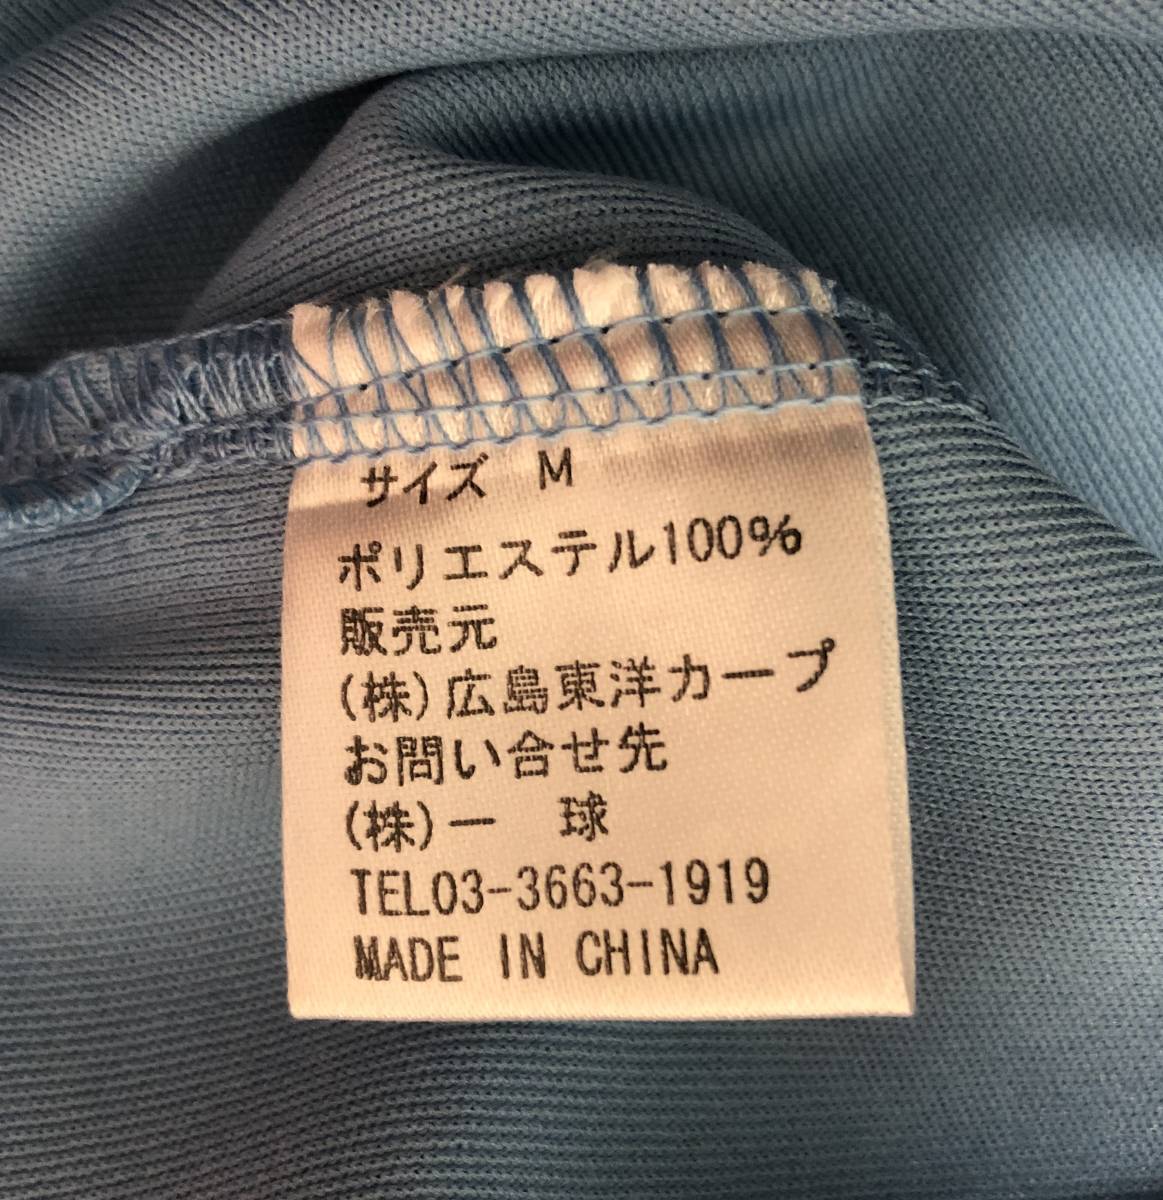 サイズ M
ポリエステル100%
販売元
(株)広島東洋カープ
お問い合せ先
(株)一 球
TEL03-3663-1919
MADE IN CHINA